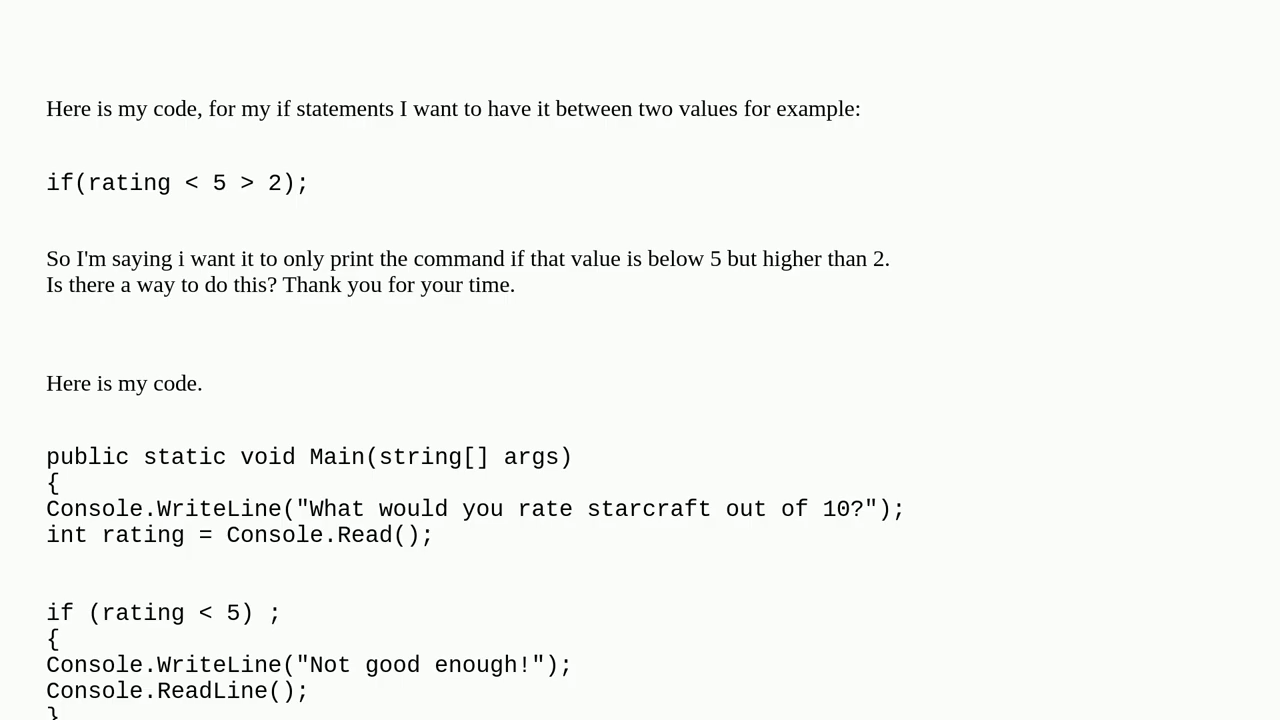 Here is my code, for my if statements I want to have it between two values for example:
if(rating < 5 > 2);
So I'm saying i want it to only print the command if that value is below 5 but higher than 2.
Is there a way to do this? Thank you for your time.
Here is my code.
public static void Main(string[] args)
{
Console.WriteLine("What would you rate starcraft out of 10?");
int rating = Console.Read();
if (rating < 5) ;
{
Console.WriteLine("Not good enough!");
Console.ReadLine();
}